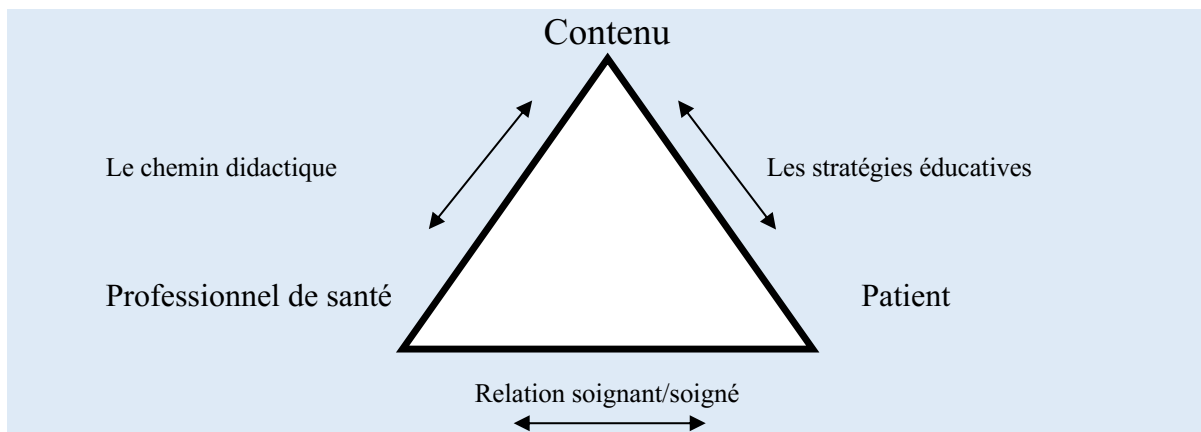 Contenu
Le chemin didactique
Les stratégies éducatives
Professionnel de santé
Patient
Relation soignant/soigné